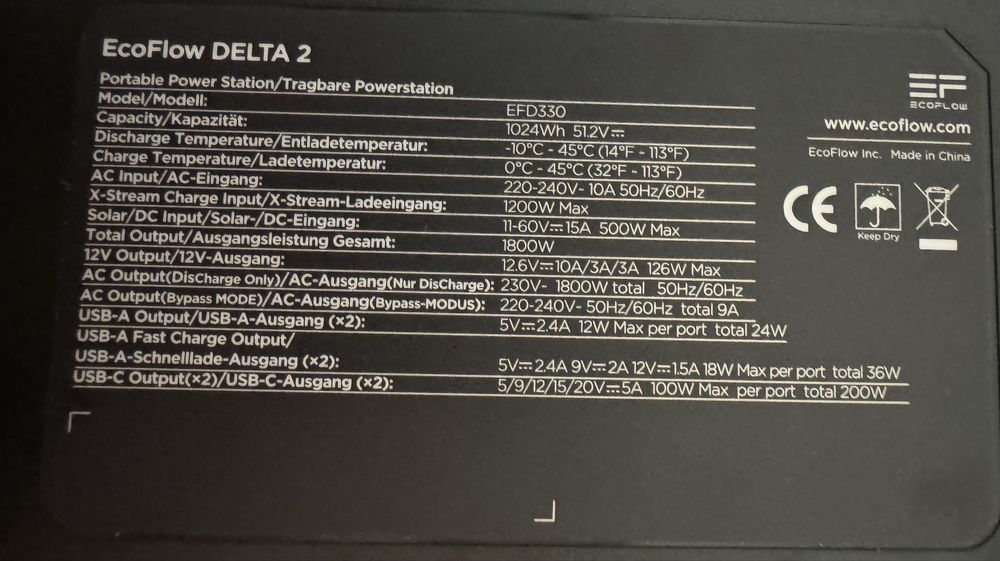 EcoFlow DELTA 2
Portable Power Station/Tragbare Powerstation
Model/Modell: EFD330
Capacity/Kapazität: 1024Wh 51.2V⎓
Discharge Temperature/Entladetemperatur: -10°C - 45°C (14°F - 113°F)
Charge Temperature/Ladetemperatur: 0°C - 45°C (32°F - 113°F)
AC Input/AC-Eingang: 220-240V~ 10A 50Hz/60Hz
X-Stream Charge Input/X-Stream-Ladeeingang: 1200W Max
Solar/DC Input/Solar-/DC-Eingang: 11-60V⎓15A 500W Max
Total Output/Ausgangsleistung Gesamt: 1800W
12V Output/12V-Ausgang: 12.6V⎓10A/3A/3A 126W Max
AC Output(DisCharge Only)/AC-Ausgang(Nur DisCharge): 230V~ 1800W total 50Hz/60Hz
AC Output(Bypass MODE)/AC-Ausgang(Bypass-MODUS): 220-240V~ 50Hz/60Hz total 9A
USB-A Output/USB-A-Ausgang (×2): 5V⎓2.4A 12W Max per port total 24W
USB-A Fast Charge Output/
USB-A-Schnelllade-Ausgang (×2): 5V⎓2.4A 9V⎓2A 12V⎓1.5A 18W Max per port total 36W
USB-C Output(×2)/USB-C-Ausgang (×2): 5/9/12/15/20V⎓5A 100W Max per port total 200W
ECOFLOW
www.ecoflow.com
EcoFlow Inc. Made in China
CE
Keep Dry